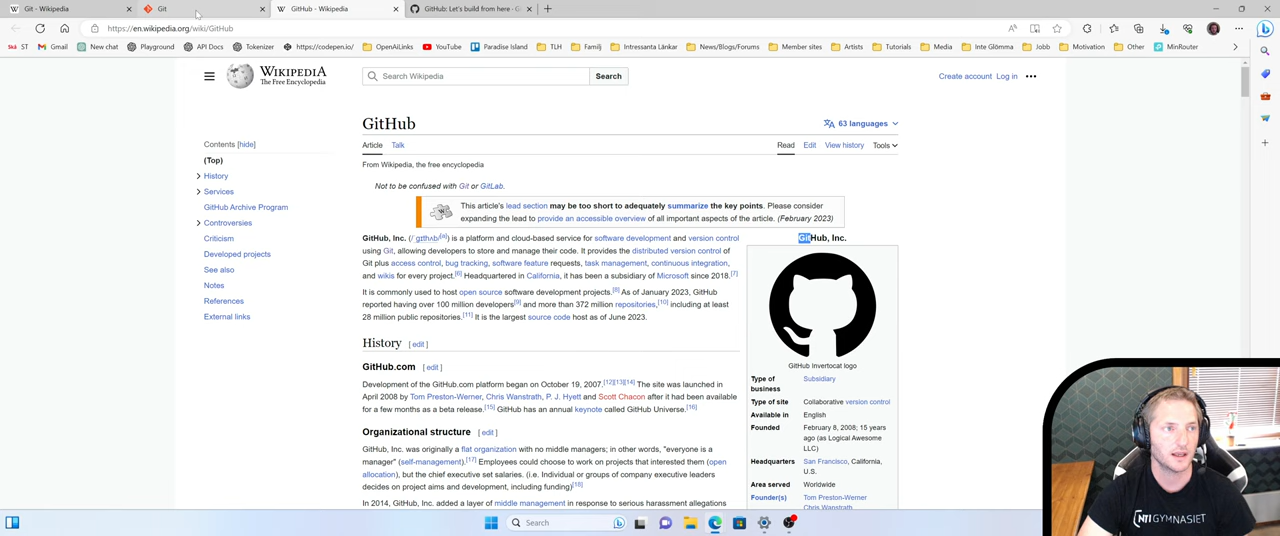 Git - Wikipedia
Git
GitHub - Wikipedia
GitHub: Let's build from here · G
https://en.wikipedia.org/wiki/GitHub
ST
Gmail
New chat
Playground
API Docs
Tokenizer
https://codepen.io/
OpenAiLinks
YouTube
Paradise Island
TLH
Familj
Intressanta Länkar
News/Blogs/Forums
Member sites
Artists
Tutorials
Media
Inte Glömma
Jobb
Motivation
Other
MinRouter
WIKIPEDIA
The Free Encyclopedia
Search Wikipedia
Search
Create account Log in
Contents [hide]
(Top)
History
Services
GitHub Archive Program
Controversies
Criticism
Developed projects
See also
Notes
References
External links
GitHub
63 languages
Article
Talk
Read
Edit
View history
Tools
From Wikipedia, the free encyclopedia
Not to be confused with Git or GitLab.
This article's lead section may be too short to adequately summarize the key points. Please consider
expanding the lead to provide an accessible overview of all important aspects of the article. (February 2023)
GitHub, Inc. (/ˈɡɪthʌb/[a]) is a platform and cloud-based service for software development and version control
using Git, allowing developers to store and manage their code. It provides the distributed version control of
Git plus access control, bug tracking, software feature requests, task management, continuous integration,
and wikis for every project.[6] Headquartered in California, it has been a subsidiary of Microsoft since 2018.[7]
It is commonly used to host open source software development projects.[8] As of January 2023, GitHub
reported having over 100 million developers[9] and more than 372 million repositories,[10] including at least
28 million public repositories.[11] It is the largest source code host as of June 2023.
History [ edit ]
GitHub.com [ edit ]
Development of the GitHub.com platform began on October 19, 2007.[12][13][14] The site was launched in
April 2008 by Tom Preston-Werner, Chris Wanstrath, P. J. Hyett and Scott Chacon after it had been available
for a few months as a beta release.[15] GitHub has an annual keynote called GitHub Universe.[16]
Organizational structure [ edit ]
GitHub, Inc. was originally a flat organization with no middle managers; in other words, "everyone is a
manager" (self-management).[17] Employees could choose to work on projects that interested them (open
allocation), but the chief executive set salaries. (i.e. Individual or groups of company executive leaders
decides on project aims and development, including funding)[18]
In 2014, GitHub, Inc. added a layer of middle management in response to serious harassment allegations
GitHub, Inc.
GitHub Invertocat logo
Type of business
Subsidiary
Type of site
Collaborative version control
Available in
English
Founded
February 8, 2008; 15 years
ago (as Logical Awesome
LLC)
Headquarters
San Francisco, California,
U.S.
Area served
Worldwide
Founder(s)
Tom Preston-Werner
Chris Wanstrath
NTI GYMNASIET
Search